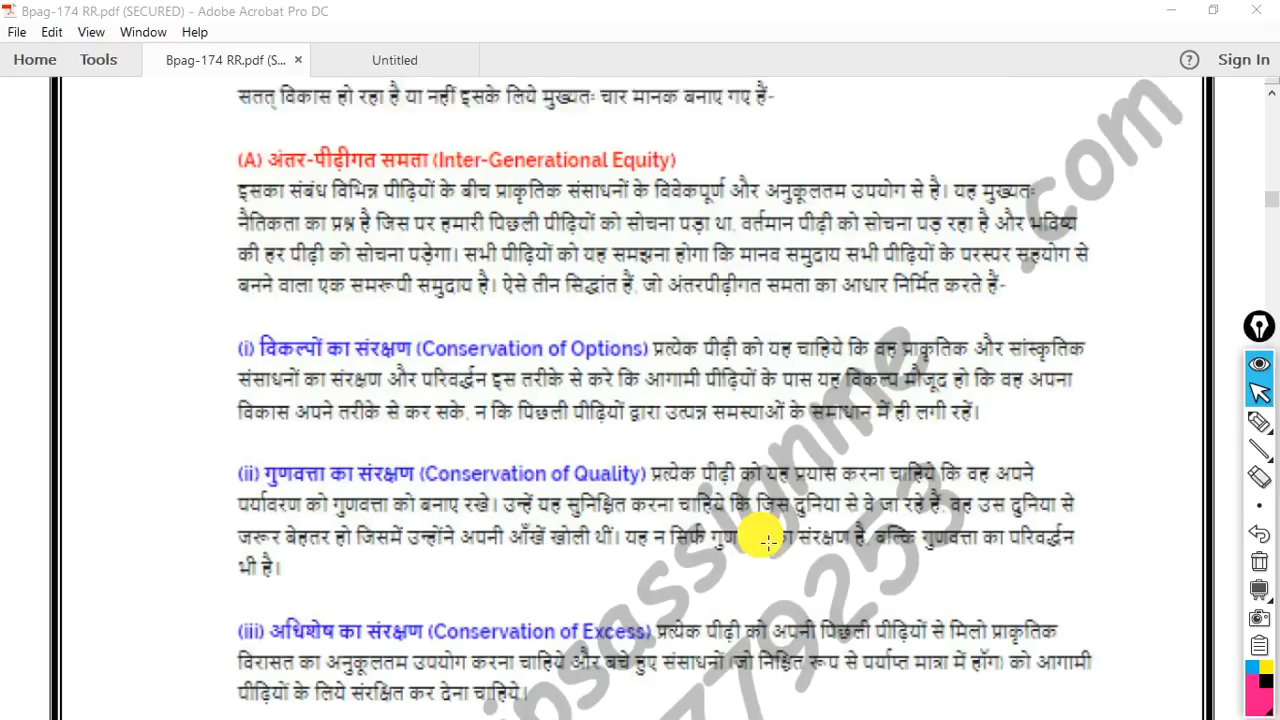 Bpag-174 RR.pdf (SECURED) - Adobe Acrobat Pro DC
File Edit View Window Help
Home Tools Bpag-174 RR.pdf (S... × Untitled ? Sign In
सतत् विकास हो रहा है या नहीं इसके लिये मुख्यतः चार मानक बनाए गए हैं-
(A) अंतर-पीढ़ीगत समता (Inter-Generational Equity)
इसका संबंध विभिन्न पीढ़ियों के बीच प्राकृतिक संसाधनों के विवेकपूर्ण और अनुकूलतम उपयोग से है। यह मुख्यतः
नैतिकता का प्रश्न है जिस पर हमारी पिछली पीढ़ियों को सोचना पड़ा था, वर्तमान पीढ़ी को सोचना पड़ रहा है और भविष्य
की हर पीढ़ी को सोचना पड़ेगा। सभी पीढ़ियों को यह समझना होगा कि मानव समुदाय सभी पीढ़ियों के परस्पर सहयोग से
बनने वाला एक समरूपी समुदाय है। ऐसे तीन सिद्धांत हैं, जो अंतरपीढ़ीगत समता का आधार निर्मित करते हैं-
(i) विकल्पों का संरक्षण (Conservation of Options) प्रत्येक पीढ़ी को यह चाहिये कि वह प्राकृतिक और सांस्कृतिक
संसाधनों का संरक्षण और परिवर्द्धन इस तरीके से करे कि आगामी पीढ़ियों के पास यह विकल्प मौजूद हो कि वह अपना
विकास अपने तरीके से कर सके, न कि पिछली पीढ़ियों द्वारा उत्पन्न समस्याओं के समाधान में ही लगी रहें।
(ii) गुणवत्ता का संरक्षण (Conservation of Quality) प्रत्येक पीढ़ी को यह प्रयास करना चाहिये कि वह अपने
पर्यावरण को गुणवत्ता को बनाए रखे। उन्हें यह सुनिश्चित करना चाहिये कि जिस दुनिया से वे जा रहे है, वह उस दुनिया से
जरूर बेहतर हो जिसमें उन्होंने अपनी आँखें खोली थीं। यह न सिर्फ का संरक्षण है, बल्कि गुणवत्ता का परिवर्द्धन
भी है।
(iii) अधिशेष का संरक्षण (Conservation of Excess) प्रत्येक पीढ़ी को अपनी पिछली पीढ़ियों से मिलो प्राकृतिक
विरासत का अनुकूलतम उपयोग करना चाहिये और बचे हुए संसाधनों (जो निश्चित रूप से पर्याप्त मात्रा में हॉंग) को आगामी
पीढ़ियों के लिये संरक्षित कर देना चाहिये।
ipsassignme .com
779253